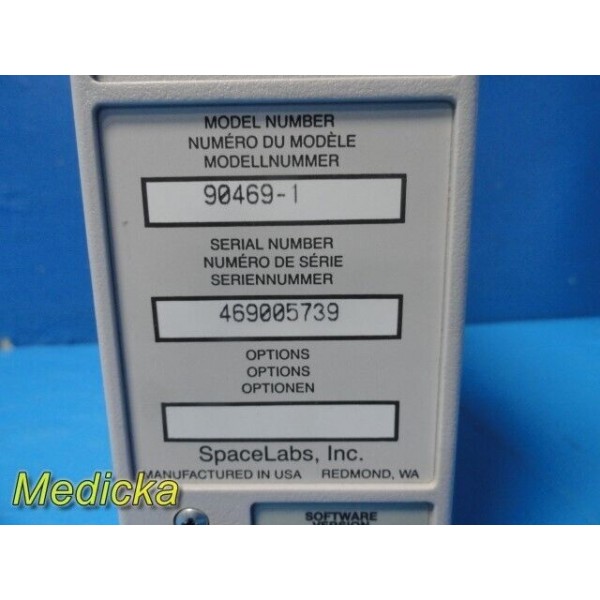 MODEL NUMBER
NUMÉRO DU MODÈLE
MODELLNUMMER
90469-1
SERIAL NUMBER
NUMÉRO DE SÉRIE
SERIENNUMMER
469005739
OPTIONS
OPTIONS
OPTIONEN
SpaceLabs, Inc.
MANUFACTURED IN USA REDMOND, WA
Medicka
SOFTWARE
VERSION